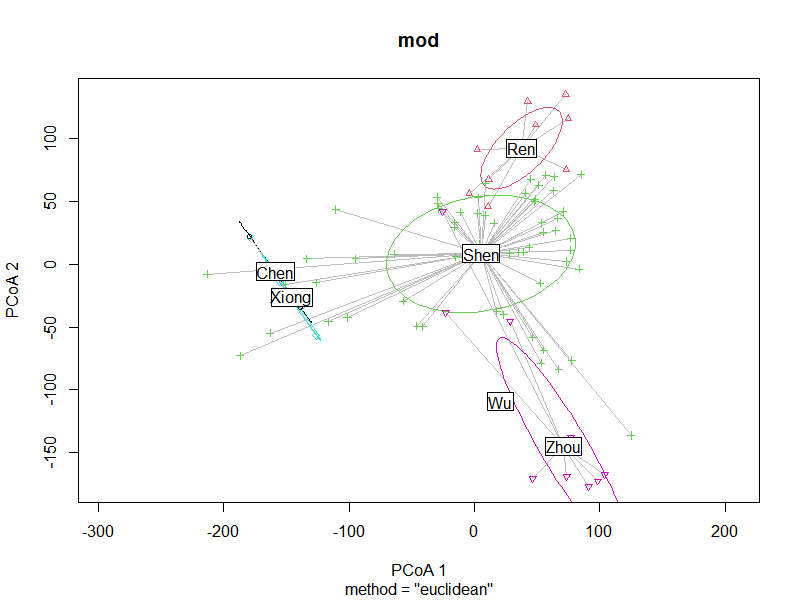 mod
100
50
0
-50
-100
-150
PCoA 2
Ren
Shen
Chen
Xiong
Wu
Zhou
-300
-200
-100
0
100
200
PCoA 1
method = "euclidean"